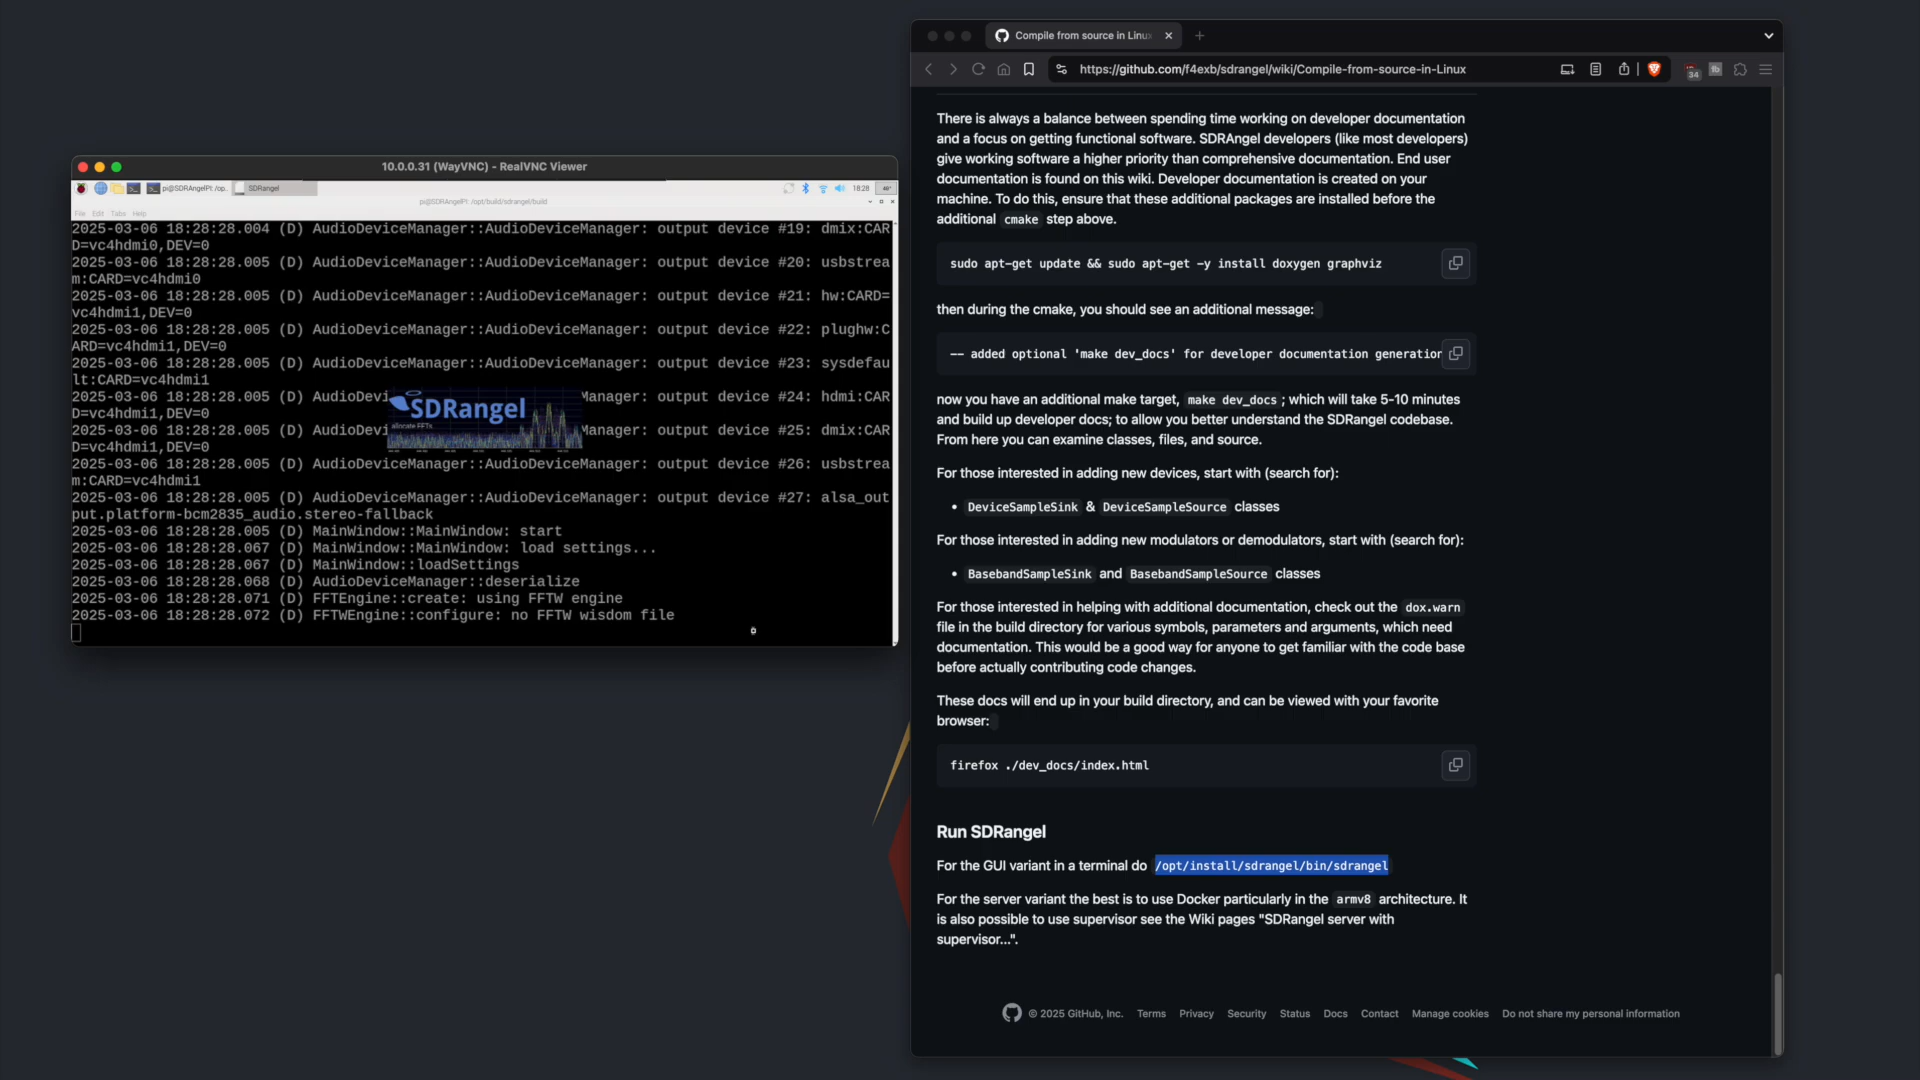 10.0.0.31 (WayVNC) - RealVNC Viewer
pi@SDRAngelPI: /op..
SDRangel
18:28
pi@SDRAngelPI: /opt/build/sdrangel/build
File Edit Tabs Help
2025-03-06 18:28:28.004 (D) AudioDeviceManager::AudioDeviceManager: output device #19: dmix:CAR
D=vc4hdmi0,DEV=0
2025-03-06 18:28:28.005 (D) AudioDeviceManager::AudioDeviceManager: output device #20: usbstrea
m:CARD=vc4hdmi0
2025-03-06 18:28:28.005 (D) AudioDeviceManager::AudioDeviceManager: output device #21: hw:CARD=
vc4hdmi1,DEV=0
2025-03-06 18:28:28.005 (D) AudioDeviceManager::AudioDeviceManager: output device #22: plughw:C
ARD=vc4hdmi1,DEV=0
2025-03-06 18:28:28.005 (D) AudioDeviceManager::AudioDeviceManager: output device #23: sysdefau
lt:CARD=vc4hdmi1
2025-03-06 18:28:28.005 (D) AudioDevi Manager: output device #24: hdmi:CAR
D=vc4hdmi1,DEV=0
2025-03-06 18:28:28.005 (D) AudioDevi Manager: output device #25: dmix:CAR
D=vc4hdmi1,DEV=0
SDRangel
allocate FFTs
2025-03-06 18:28:28.005 (D) AudioDeviceManager::AudioDeviceManager: output device #26: usbstrea
m:CARD=vc4hdmi1
2025-03-06 18:28:28.005 (D) AudioDeviceManager::AudioDeviceManager: output device #27: alsa_out
put.platform-bcm2835_audio.stereo-fallback
2025-03-06 18:28:28.005 (D) MainWindow::MainWindow: start
2025-03-06 18:28:28.067 (D) MainWindow::MainWindow: load settings...
2025-03-06 18:28:28.067 (D) MainWindow::loadSettings
2025-03-06 18:28:28.068 (D) AudioDeviceManager::deserialize
2025-03-06 18:28:28.071 (D) FFTEngine::create: using FFTW engine
2025-03-06 18:28:28.072 (D) FFTWEngine::configure: no FFTW wisdom file
Compile from source in Linu
https://github.com/f4exb/sdrangel/wiki/Compile-from-source-in-Linux
34
There is always a balance between spending time working on developer documentation
and a focus on getting functional software. SDRAngel developers (like most developers)
give working software a higher priority than comprehensive documentation. End user
documentation is found on this wiki. Developer documentation is created on your
machine. To do this, ensure that these additional packages are installed before the
additional cmake step above.
sudo apt-get update && sudo apt-get -y install doxygen graphviz
then during the cmake, you should see an additional message:
-- added optional 'make dev_docs' for developer documentation generation
now you have an additional make target, make dev_docs ; which will take 5-10 minutes
and build up developer docs; to allow you better understand the SDRangel codebase.
From here you can examine classes, files, and source.
For those interested in adding new devices, start with (search for):
• DeviceSampleSink & DeviceSampleSource classes
For those interested in adding new modulators or demodulators, start with (search for):
• BasebandSampleSink and BasebandSampleSource classes
For those interested in helping with additional documentation, check out the dox.warn
file in the build directory for various symbols, parameters and arguments, which need
documentation. This would be a good way for anyone to get familiar with the code base
before actually contributing code changes.
These docs will end up in your build directory, and can be viewed with your favorite
browser:
firefox ./dev_docs/index.html
Run SDRangel
For the GUI variant in a terminal do /opt/install/sdrangel/bin/sdrangel
For the server variant the best is to use Docker particularly in the armv8 architecture. It
is also possible to use supervisor see the Wiki pages "SDRangel server with
supervisor...".
© 2025 GitHub, Inc. Terms Privacy Security Status Docs Contact Manage cookies Do not share my personal information